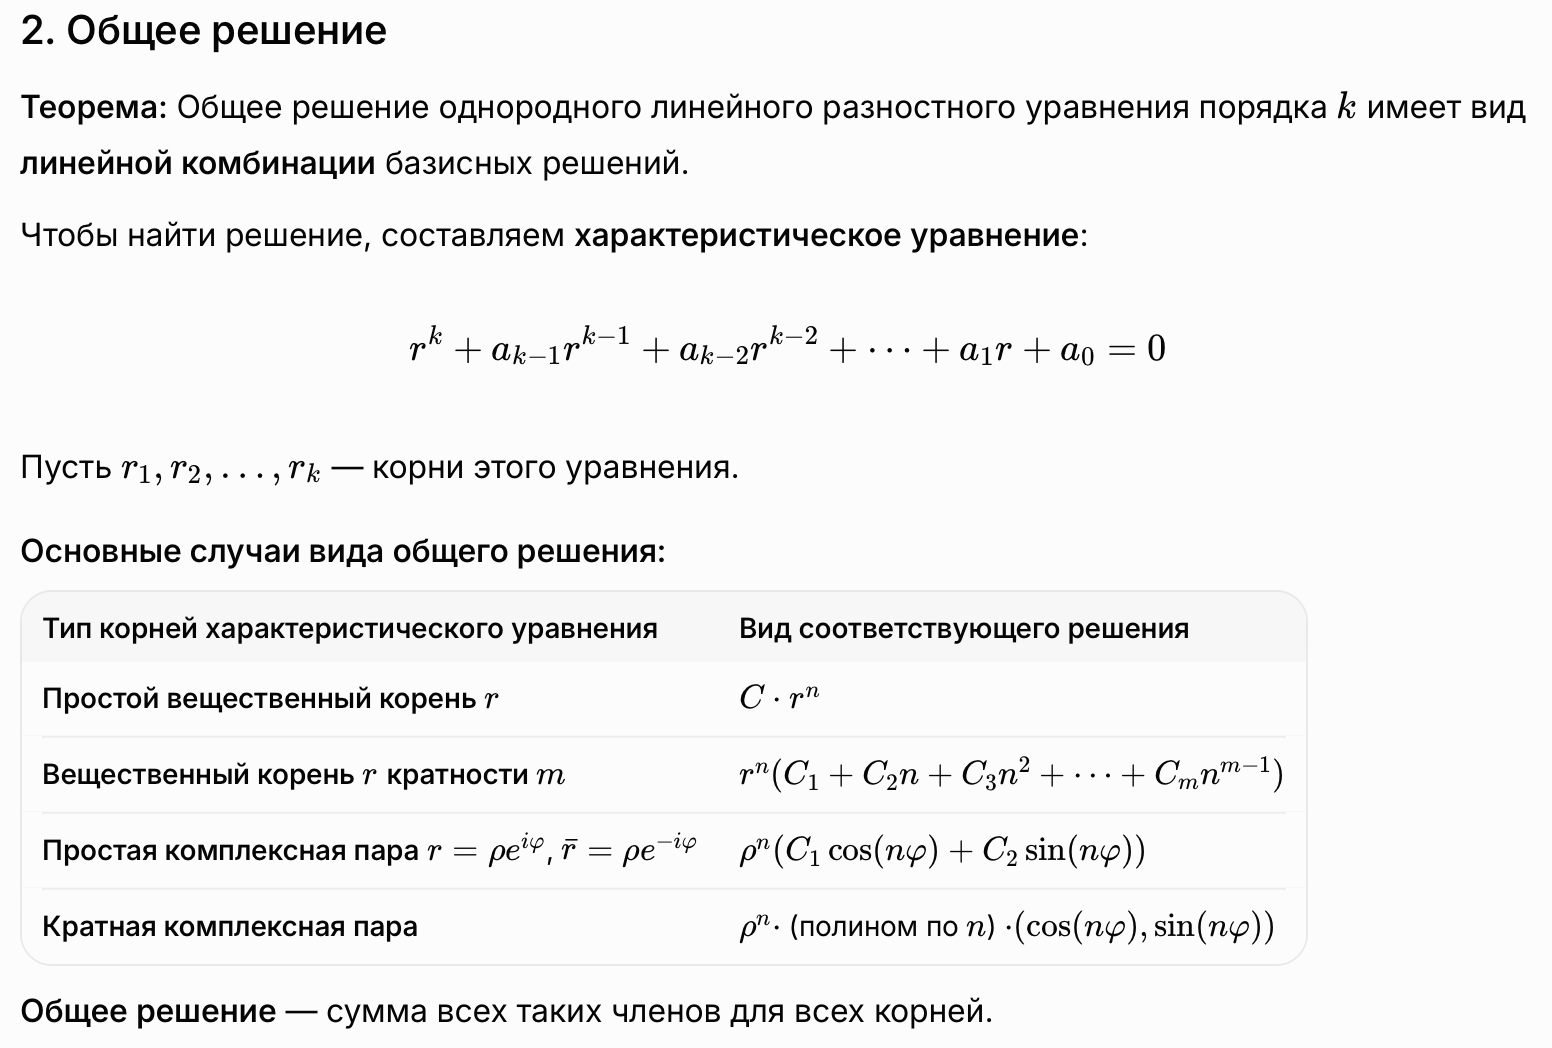 2. Общее решение
Теорема: Общее решение однородного линейного разностного уравнения порядка k имеет вид
линейной комбинации базисных решений.
Чтобы найти решение, составляем характеристическое уравнение:
r^k + a_{k−1}r^{k−1} + a_{k−2}r^{k−2} + ⋯ + a_1r + a_0 = 0
Пусть r_1, r_2, …, r_k — корни этого уравнения.
Основные случаи вида общего решения:
Тип корней характеристического уравнения Вид соответствующего решения
Простой вещественный корень r C · r^n
Вещественный корень r кратности m r^n(C_1 + C_2n + C_3n^2 + ⋯ + C_mn^{m−1})
Простая комплексная пара r = ρe^{iφ}, r̄ = ρe^{−iφ} ρ^n(C_1 cos(nφ) + C_2 sin(nφ))
Кратная комплексная пара ρ^n· (полином по n) ·(cos(nφ), sin(nφ))
Общее решение — сумма всех таких членов для всех корней.